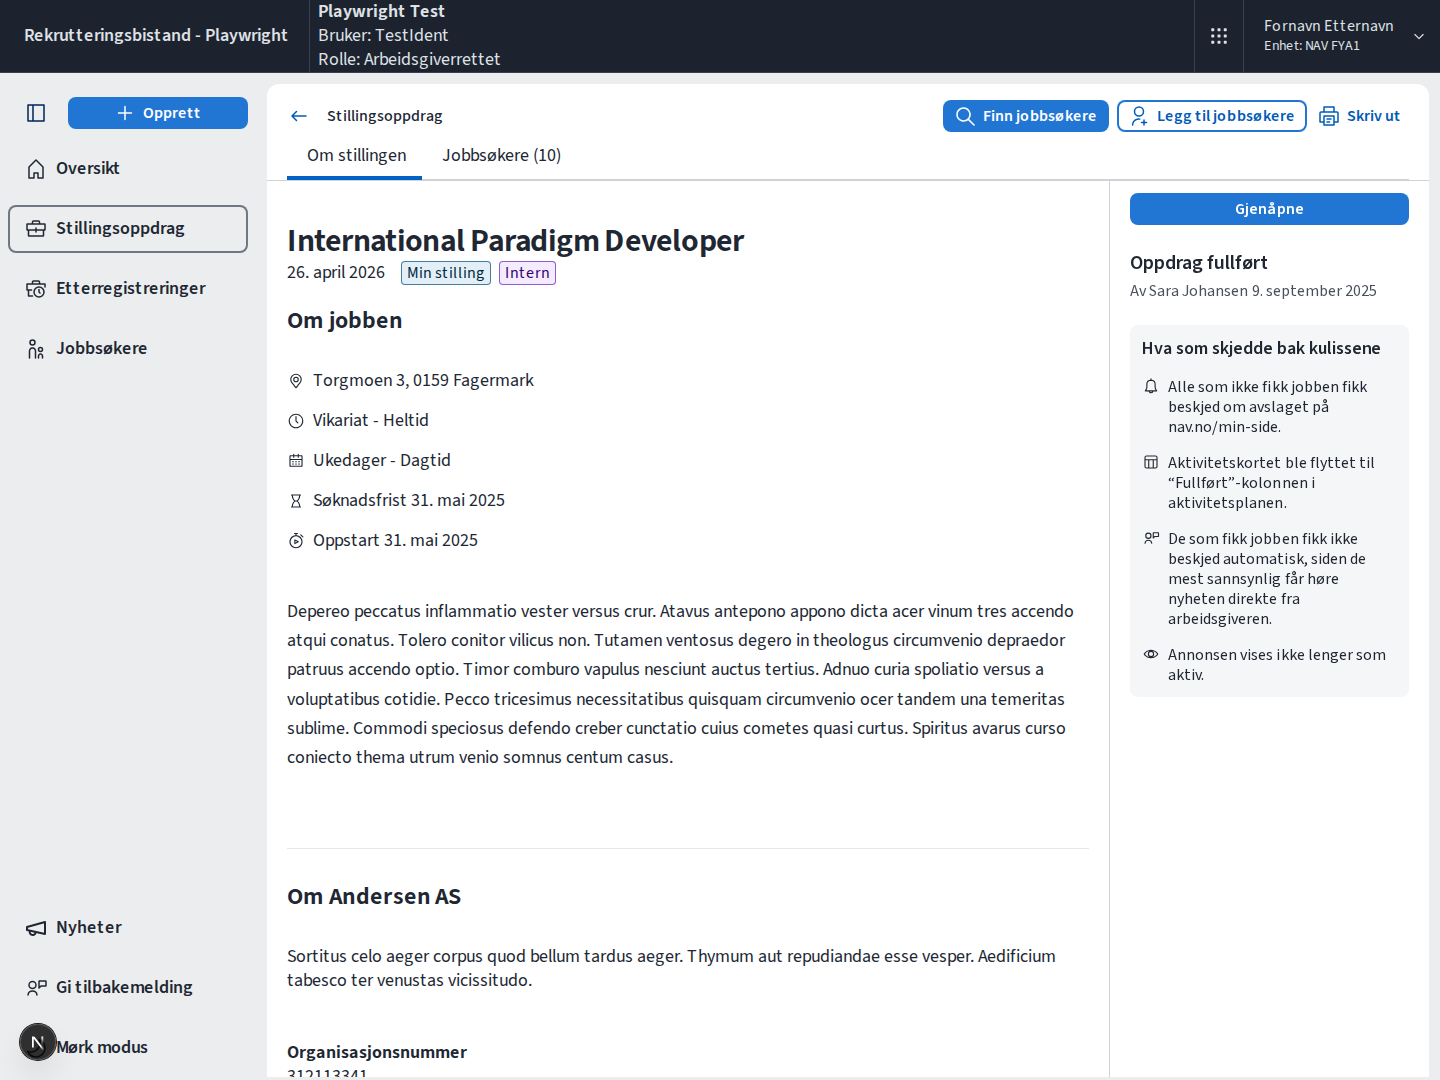 Rekrutteringsbistand - Playwright
Playwright Test
Bruker: TestIdent
Rolle: Arbeidsgiverrettet
Fornavn Etternavn
Enhet: NAV FYA1
Opprett
Oversikt
Stillingsoppdrag
Etterregistreringer
Jobbsøkere
Nyheter
Gi tilbakemelding
N
Mørk modus
Stillingsoppdrag
Finn jobbsøkere
Legg til jobbsøkere
Skriv ut
Om stillingen
Jobbsøkere (10)
International Paradigm Developer
26. april 2026
Min stilling
Intern
Om jobben
Torgmoen 3, 0159 Fagermark
Vikariat - Heltid
Ukedager - Dagtid
Søknadsfrist 31. mai 2025
Oppstart 31. mai 2025
Depereo peccatus inflammatio vester versus crur. Atavus antepono appono dicta acer vinum tres accendo
atqui conatus. Tolero conitor vilicus non. Tutamen ventosus degero in theologus circumvenio depraedor
patruus accendo optio. Timor comburo vapulus nesciunt auctus tertius. Adnuo curia spoliatio versus a
voluptatibus cotidie. Pecco tricesimus necessitatibus quisquam circumvenio ocer tandem una temeritas
sublime. Commodi speciosus defendo creber cunctatio cuius cometes quasi curtus. Spiritus avarus curso
coniecto thema utrum venio somnus centum casus.
Om Andersen AS
Sortitus celo aeger corpus quod bellum tardus aeger. Thymum aut repudiandae esse vesper. Aedificium
tabesco ter venustas vicissitudo.
Organisasjonsnummer
312113341
Gjenåpne
Oppdrag fullført
Av Sara Johansen 9. september 2025
Hva som skjedde bak kulissene
Alle som ikke fikk jobben fikk
beskjed om avslaget på
nav.no/min-side.
Aktivitetskortet ble flyttet til
“Fullført”-kolonnen i
aktivitetsplanen.
De som fikk jobben fikk ikke
beskjed automatisk, siden de
mest sannsynlig får høre
nyheten direkte fra
arbeidsgiveren.
Annonsen vises ikke lenger som
aktiv.